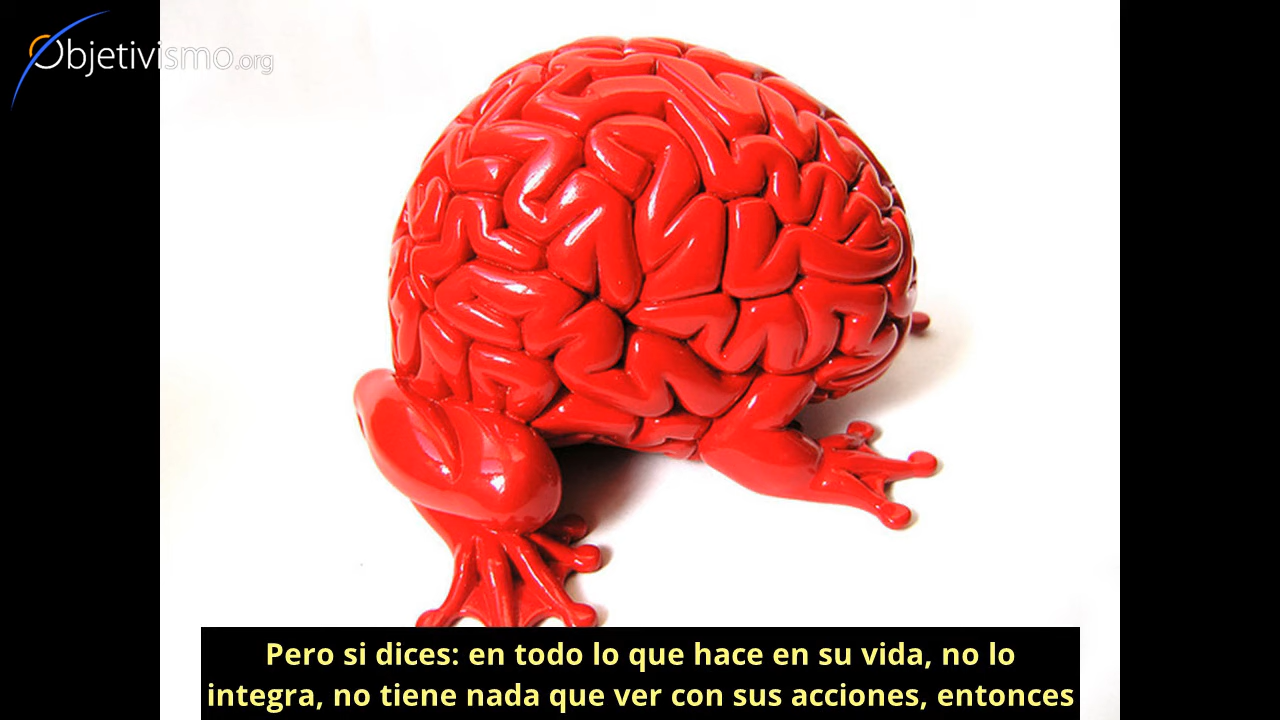 Objetivismo.org
Pero si dices: en todo lo que hace en su vida, no lo
integra, no tiene nada que ver con sus acciones, entonces